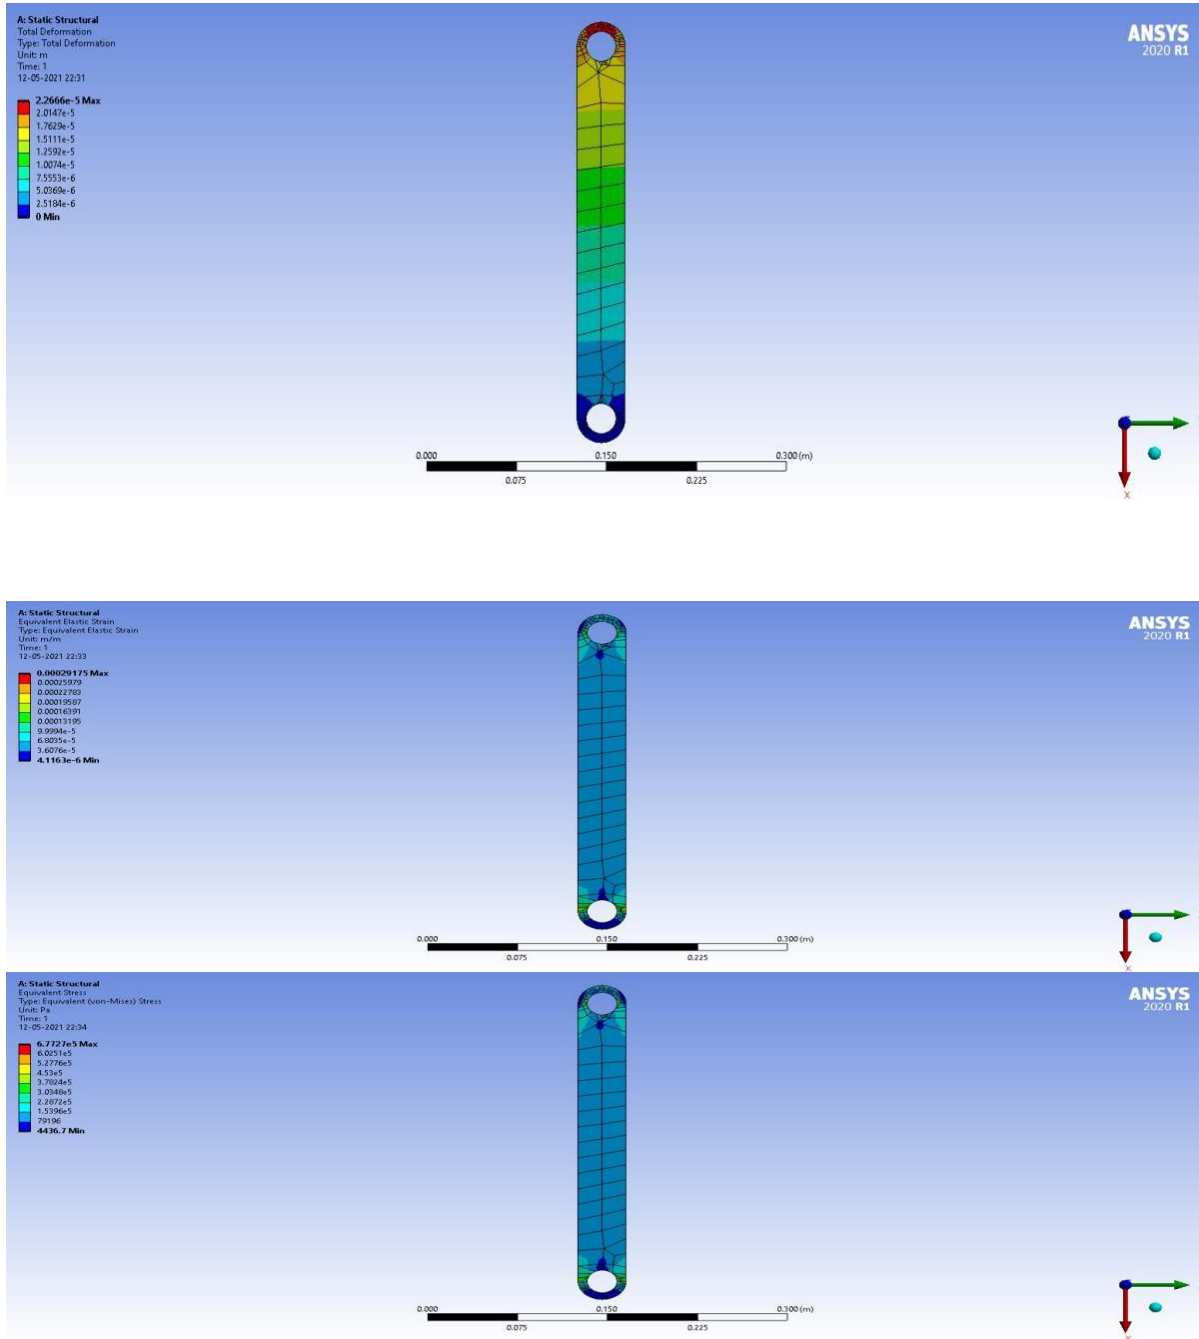 A: Static Structural
Total Deformation
Type: Total Deformation
Unit: m
Time: 1
12-05-2021 22:31
2.2666e-5 Max
2.0147e-5
1.7629e-5
1.5111e-5
1.2592e-5
1.0074e-5
7.5553e-6
5.0369e-6
2.5184e-6
0 Min
ANSYS
2020 R1
0.000 0.150 0.300 (m)
0.075 0.225
X
A: Static Structural
Equivalent Elastic Strain
Type: Equivalent Elastic Strain
Unit: m/m
Time: 1
12-05-2021 22:33
0.00029175 Max
0.00025979
0.00022783
0.00019587
0.00016391
0.00013195
9.9994e-5
6.8035e-5
3.6076e-5
4.1163e-6 Min
ANSYS
2020 R1
0.000 0.150 0.300 (m)
0.075 0.225
X
A: Static Structural
Equivalent Stress
Type: Equivalent (von-Mises) Stress
Unit: Pa
Time: 1
12-05-2021 22:34
6.7727e5 Max
6.0251e5
5.2776e5
4.53e5
3.7824e5
3.0348e5
2.2872e5
1.5396e5
79196
4436.7 Min
ANSYS
2020 R1
0.000 0.150 0.300 (m)
0.075 0.225
X